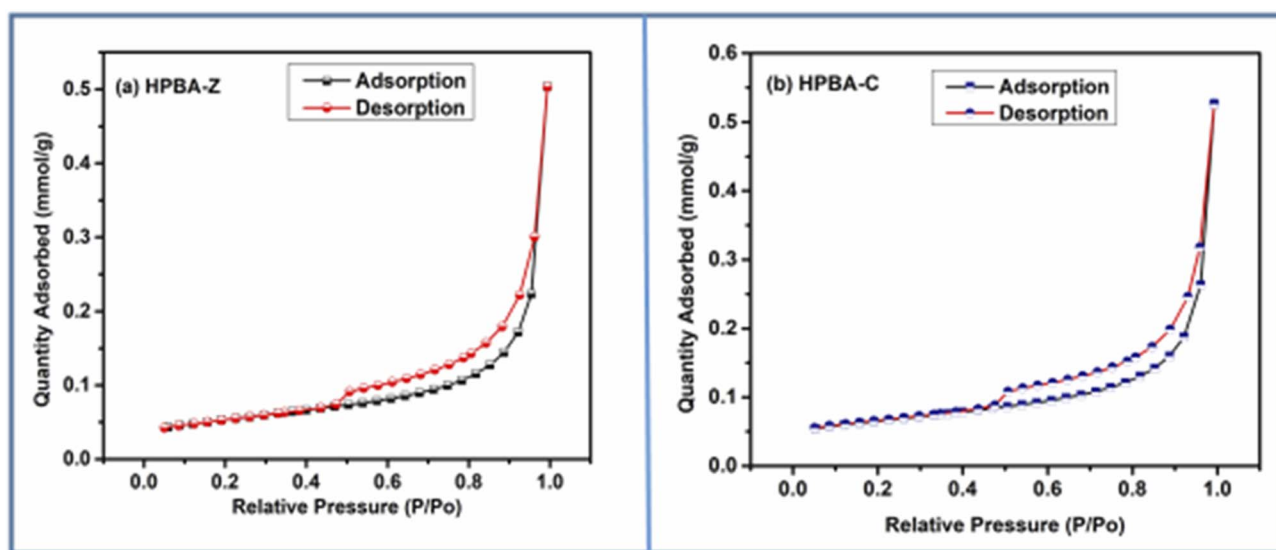 (a) HPBA-Z
Adsorption
Desorption
Quantity Adsorbed (mmol/g)
0.5
0.4
0.3
0.2
0.1
0.0
0.0 0.2 0.4 0.6 0.8 1.0
Relative Pressure (P/Po)
(b) HPBA-C
Adsorption
Desorption
Quantity Adsorbed (mmol/g)
0.6
0.5
0.4
0.3
0.2
0.1
0.0
0.0 0.2 0.4 0.6 0.8 1.0
Relative Pressure (P/Po)